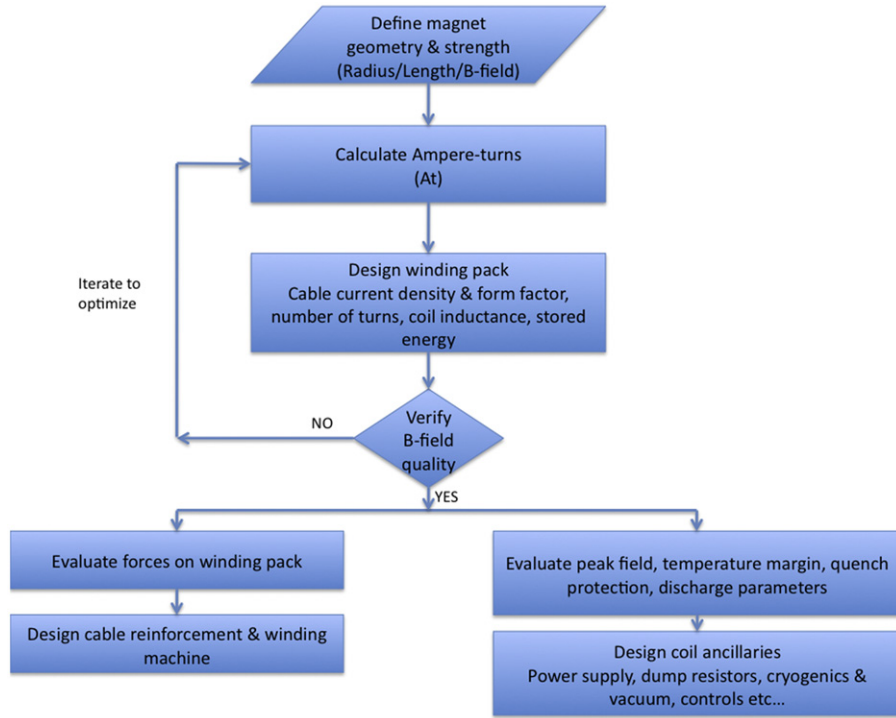 Define magnet
geometry & strength
(Radius/Length/B-field)
Calculate Ampere-turns
(At)
Iterate to
optimize
Design winding pack
Cable current density & form factor,
number of turns, coil inductance, stored
energy
NO
Verify
B-field
quality
YES
Evaluate forces on winding pack
Evaluate peak field, temperature margin, quench
protection, discharge parameters
Design cable reinforcement & winding
machine
Design coil ancillaries
Power supply, dump resistors, cryogenics &
vacuum, controls etc...